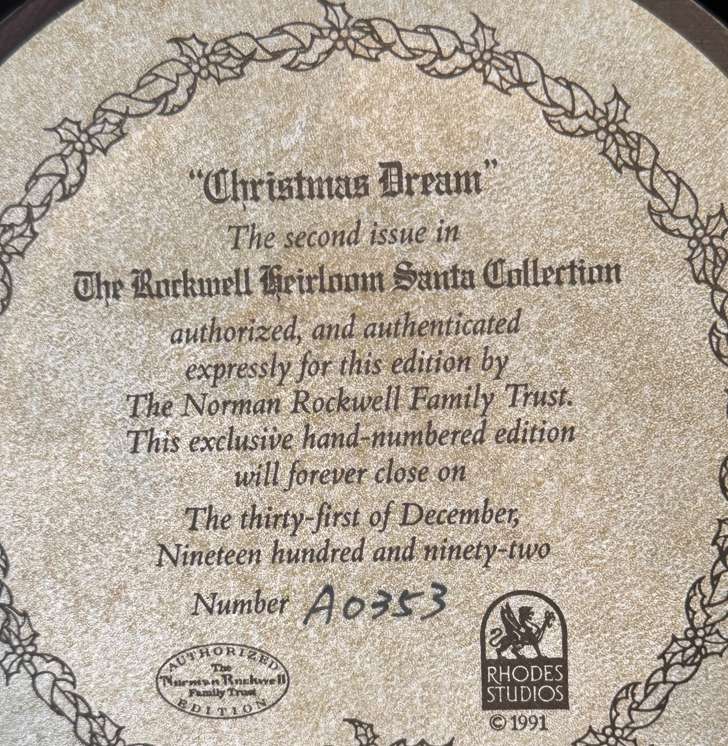 “Christmas Dream”
The second issue in
The Rockwell Heirloom Santa Collection
authorized, and authenticated
expressly for this edition by
The Norman Rockwell Family Trust.
This exclusive hand-numbered edition
will forever close on
The thirty-first of December,
Nineteen hundred and ninety-two
Number A0353
AUTHORIZED
The
Norman Rockwell
Family Trust
EDITION
RHODES
STUDIOS
© 1991